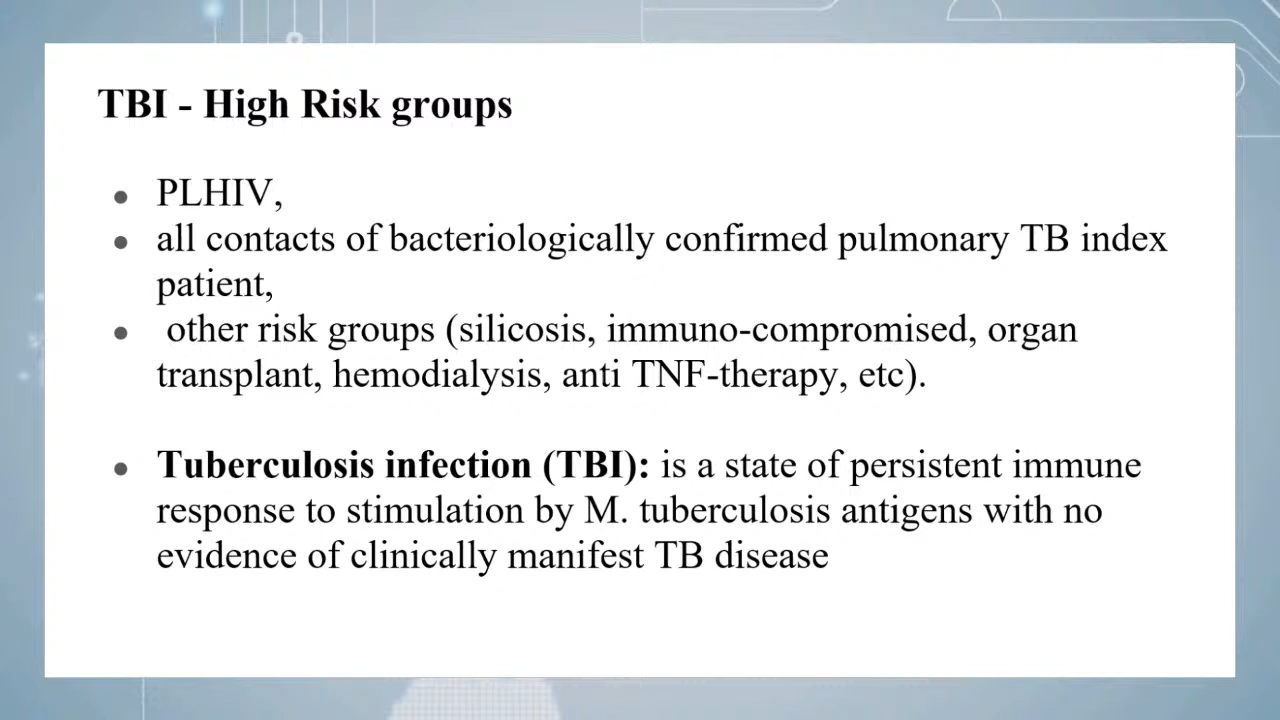 TBI - High Risk groups
● PLHIV,
● all contacts of bacteriologically confirmed pulmonary TB index
patient,
● other risk groups (silicosis, immuno-compromised, organ
transplant, hemodialysis, anti TNF-therapy, etc).
● Tuberculosis infection (TBI): is a state of persistent immune
response to stimulation by M. tuberculosis antigens with no
evidence of clinically manifest TB disease